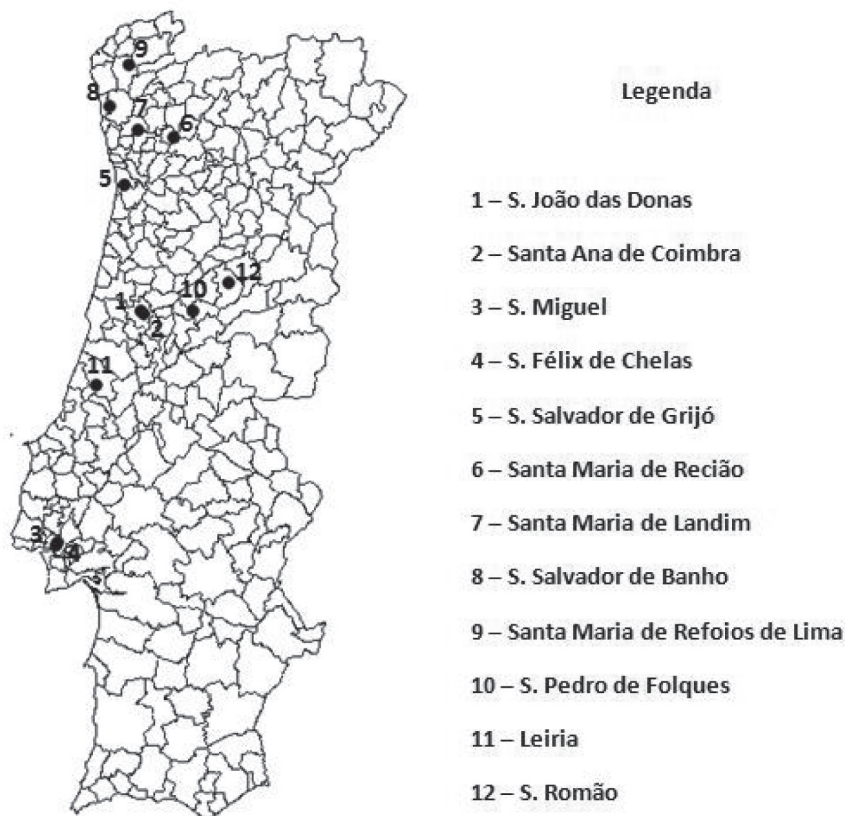 9
8
7
6
5
12
1
10
2
11
3
4
Legenda
1 – S. João das Donas
2 – Santa Ana de Coimbra
3 – S. Miguel
4 – S. Félix de Chelas
5 – S. Salvador de Grijó
6 – Santa Maria de Recião
7 – Santa Maria de Landim
8 – S. Salvador de Banho
9 – Santa Maria de Refoios de Lima
10 – S. Pedro de Folques
11 – Leiria
12 – S. Romão